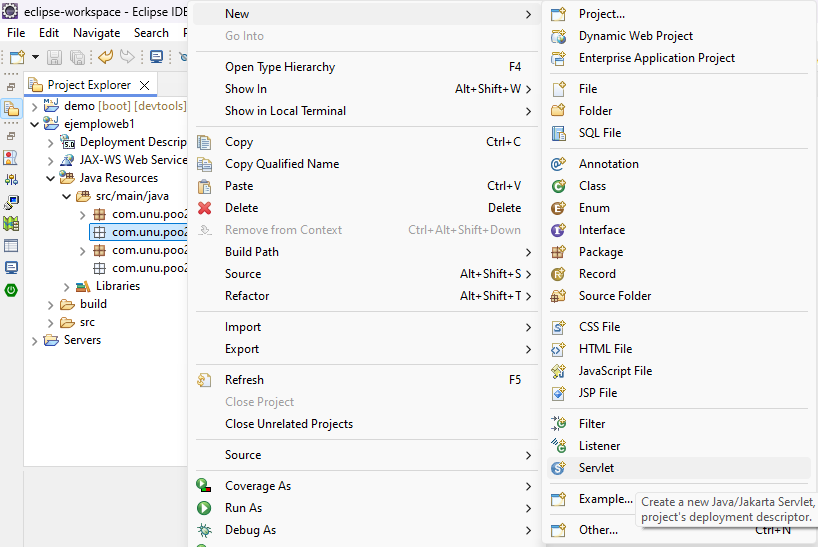 eclipse-workspace - Eclipse IDE
File Edit Navigate Search
Project Explorer
demo [boot] [devtools]
ejemploweb1
Deployment Descrip
5.0
JAX-WS Web Service
Java Resources
src/main/java
com.unu.poo2
com.unu.poo2
com.unu.poo2
com.unu.poo2
Libraries
build
src
Servers
New
Go Into
Open Type Hierarchy F4
Show In Alt+Shift+W
Show in Local Terminal
Copy Ctrl+C
Copy Qualified Name
Paste Ctrl+V
Delete Delete
Remove from Context Ctrl+Alt+Shift+Down
Build Path
Source Alt+Shift+S
Refactor Alt+Shift+T
Import
Export
Refresh F5
Close Project
Close Unrelated Projects
Source
Coverage As
Run As
Debug As
Project...
Dynamic Web Project
Enterprise Application Project
File
Folder
SQL File
Annotation
Class
Enum
Interface
Package
Record
Source Folder
CSS File
HTML File
JavaScript File
JSP File
Filter
Listener
Servlet
Example...
Create a new Java/Jakarta Servlet,
project's deployment descriptor.
Other... Ctrl+N